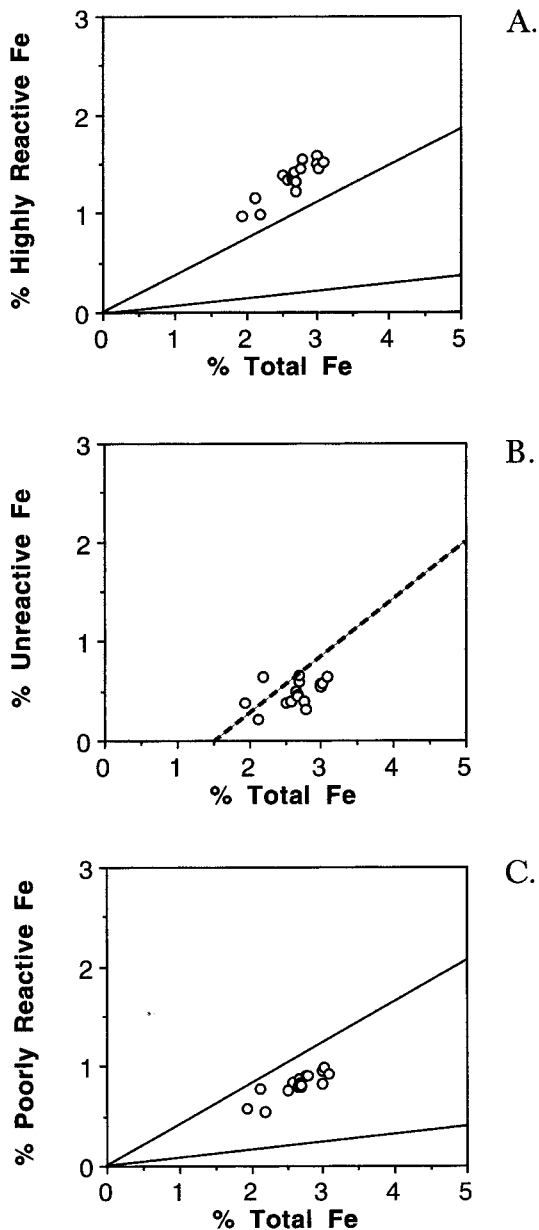 A.
% Highly Reactive Fe
3
2
1
0
0 1 2 3 4 5
% Total Fe
B.
% Unreactive Fe
3
2
1
0
0 1 2 3 4 5
% Total Fe
C.
% Poorly Reactive Fe
3
2
1
0
0 1 2 3 4 5
% Total Fe